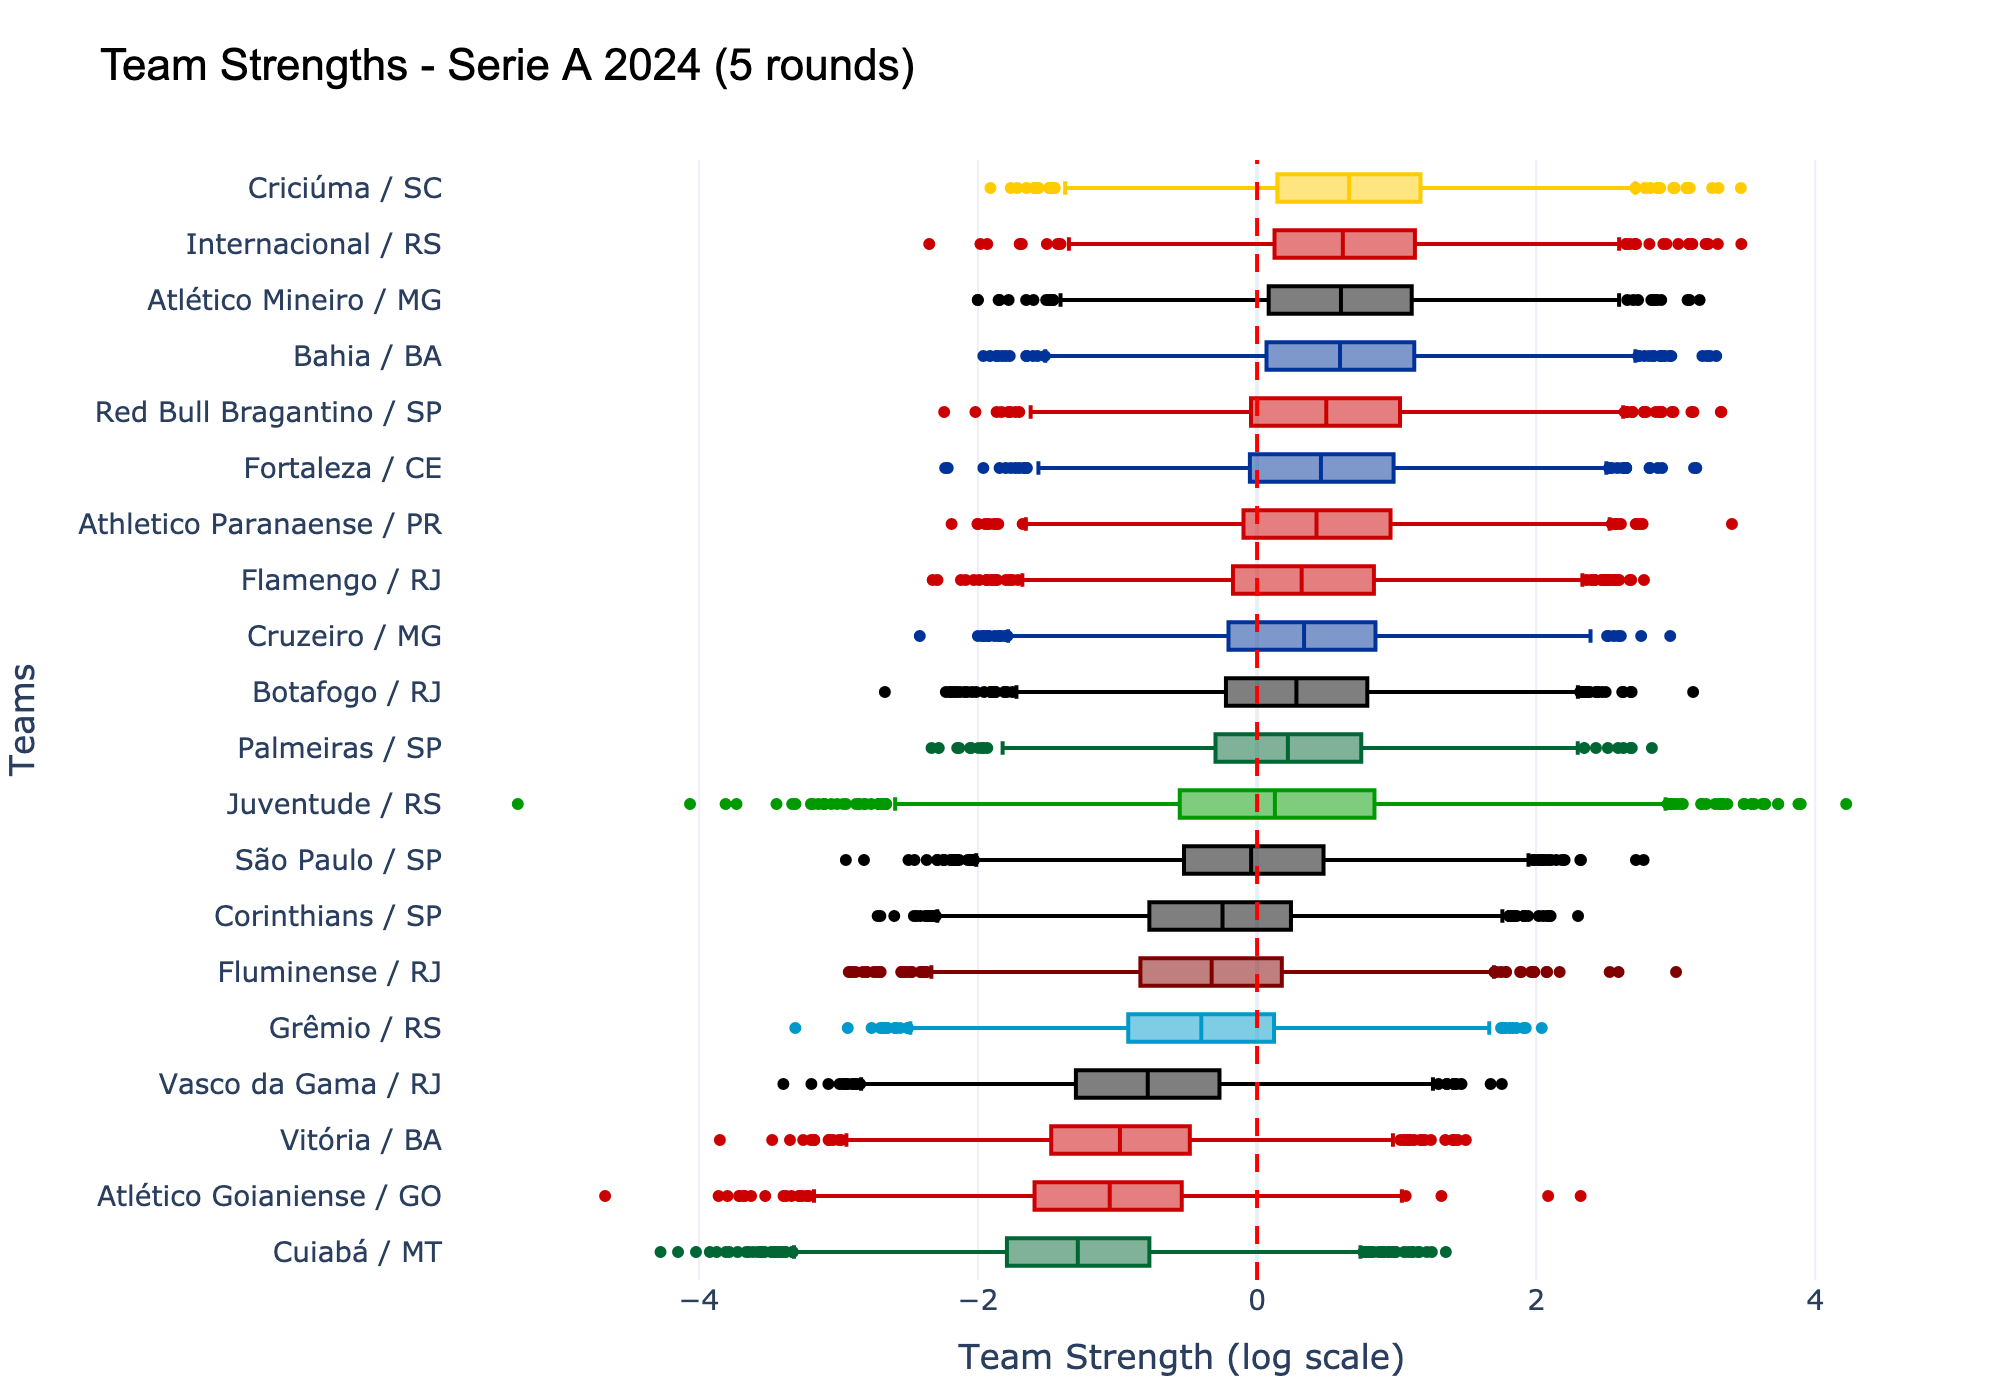 Team Strengths - Serie A 2024 (5 rounds)
Criciúma / SC
Internacional / RS
Atlético Mineiro / MG
Bahia / BA
Red Bull Bragantino / SP
Fortaleza / CE
Athletico Paranaense / PR
Flamengo / RJ
Cruzeiro / MG
Botafogo / RJ
Palmeiras / SP
Juventude / RS
São Paulo / SP
Corinthians / SP
Fluminense / RJ
Grêmio / RS
Vasco da Gama / RJ
Vitória / BA
Atlético Goianiense / GO
Cuiabá / MT
Teams
−4 −2 0 2 4
Team Strength (log scale)